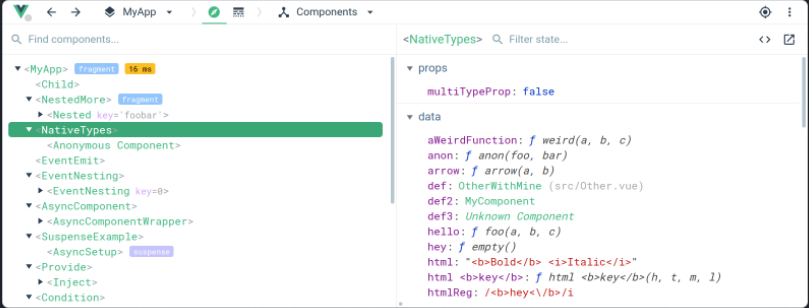 MyApp
Components
Find components...
<MyApp> fragment 16 ms
<Child>
<NestedMore> fragment
<Nested key='foobar'>
<NativeTypes>
<Anonymous Component>
<EventEmit>
<EventNesting>
<EventNesting key=0>
<AsyncComponent>
<AsyncComponentWrapper>
<SuspenseExample>
<AsyncSetup> suspense
<Provide>
<Inject>
<Condition>
<NativeTypes> Filter state...
props
multiTypeProp: false
data
aWeirdFunction: ƒ weird(a, b, c)
anon: ƒ anon(foo, bar)
arrow: ƒ arrow(a, b)
def: OtherWithMine (src/Other.vue)
def2: MyComponent
def3: Unknown Component
hello: ƒ foo(a, b, c)
hey: ƒ empty()
html: "<b>Bold</b> <i>Italic</i>"
html <b>key</b>: ƒ html <b>key</b>(h, t, m, l)
htmlReg: /<b>hey<\/b>/i